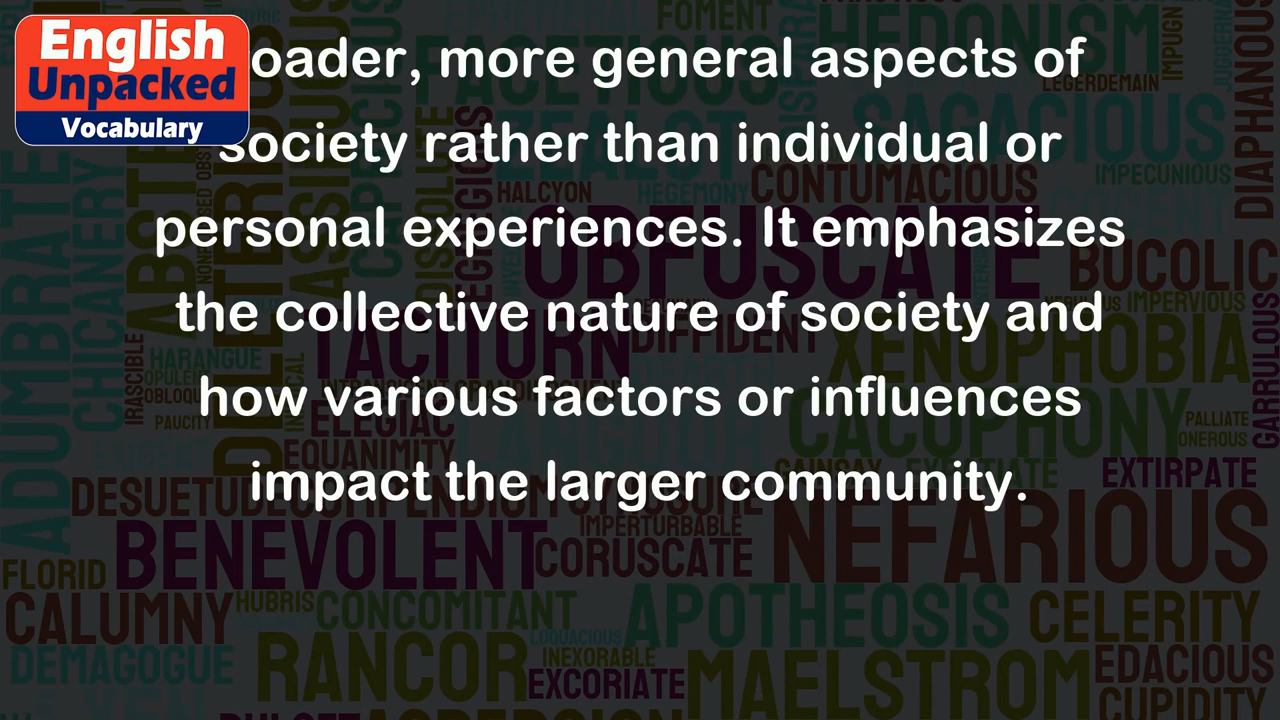 English
Unpacked
Vocabulary
oader, more general aspects of
society rather than individual or
personal experiences. It emphasizes
the collective nature of society and
how various factors or influences
impact the larger community.
FOMENT
HEDONISM
IMPUGN
LEGERDEMAIN
DIAPHANOUS
FACETIOUS
HALCYON
HEGEMONY
CONTUMACIOUS
IMPECUNIOUS
OBFUSCATE
BUCOLIC
IMPERVIOUS
ADUMBRATE
CHICANERY
IRASCIBLE
HARANGUE
PAUCITY
TACITURN
DIFFIDENT
XENOPHOBIA
GARRULOUS
ELEGIAC
EQUANIMITY
CACOPHONY
PALLIATE
ONEROUS
EXTIRPATE
DESUETUDE
COMPENDIUM
IMPERTURBABLE
NEFARIOUS
BENEVOLENT
CORUSCATE
FLORID
CALUMNY
HUBRIS
CONCOMITANT
APOTHEOSIS
CELERITY
LOQUACIOUS
DEMAGOGUE
RANCOR
INEXORABLE
EXCORIATE
MAELSTROM
EDACIOUS
CUPIDITY